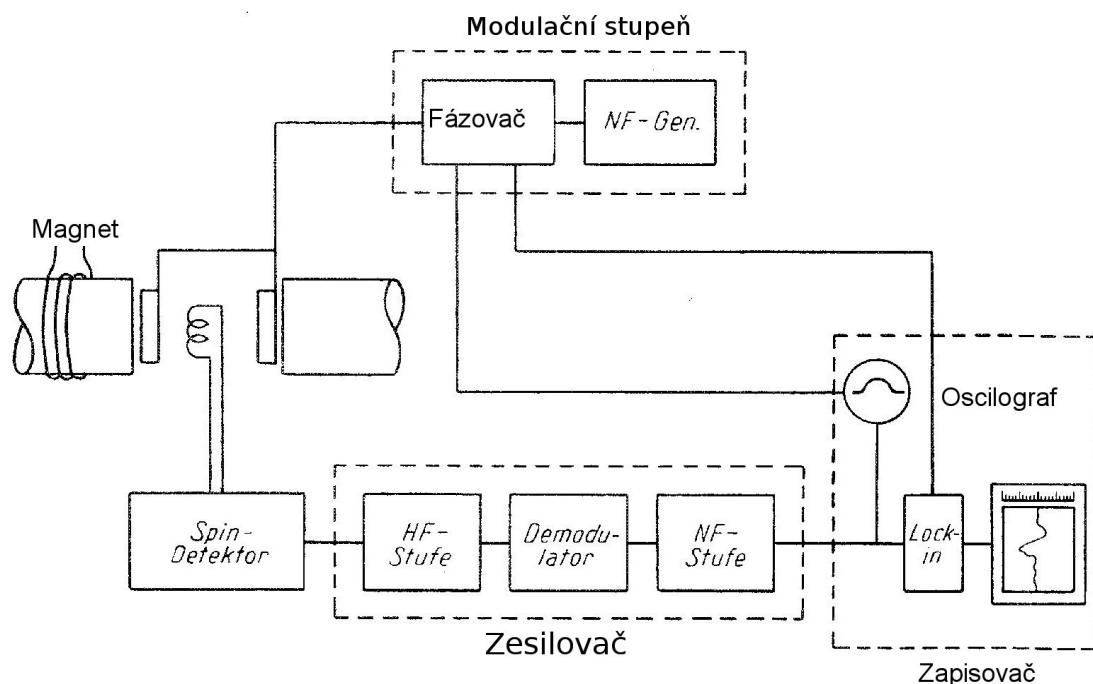 Modulační stupeň
Fázovač
NF-Gen.
Magnet
Oscilograf
Spin-
Detektor
HF-
Stufe
Demodu-
lator
NF-
Stufe
Lock-
in
Zesilovač
Zapisovač